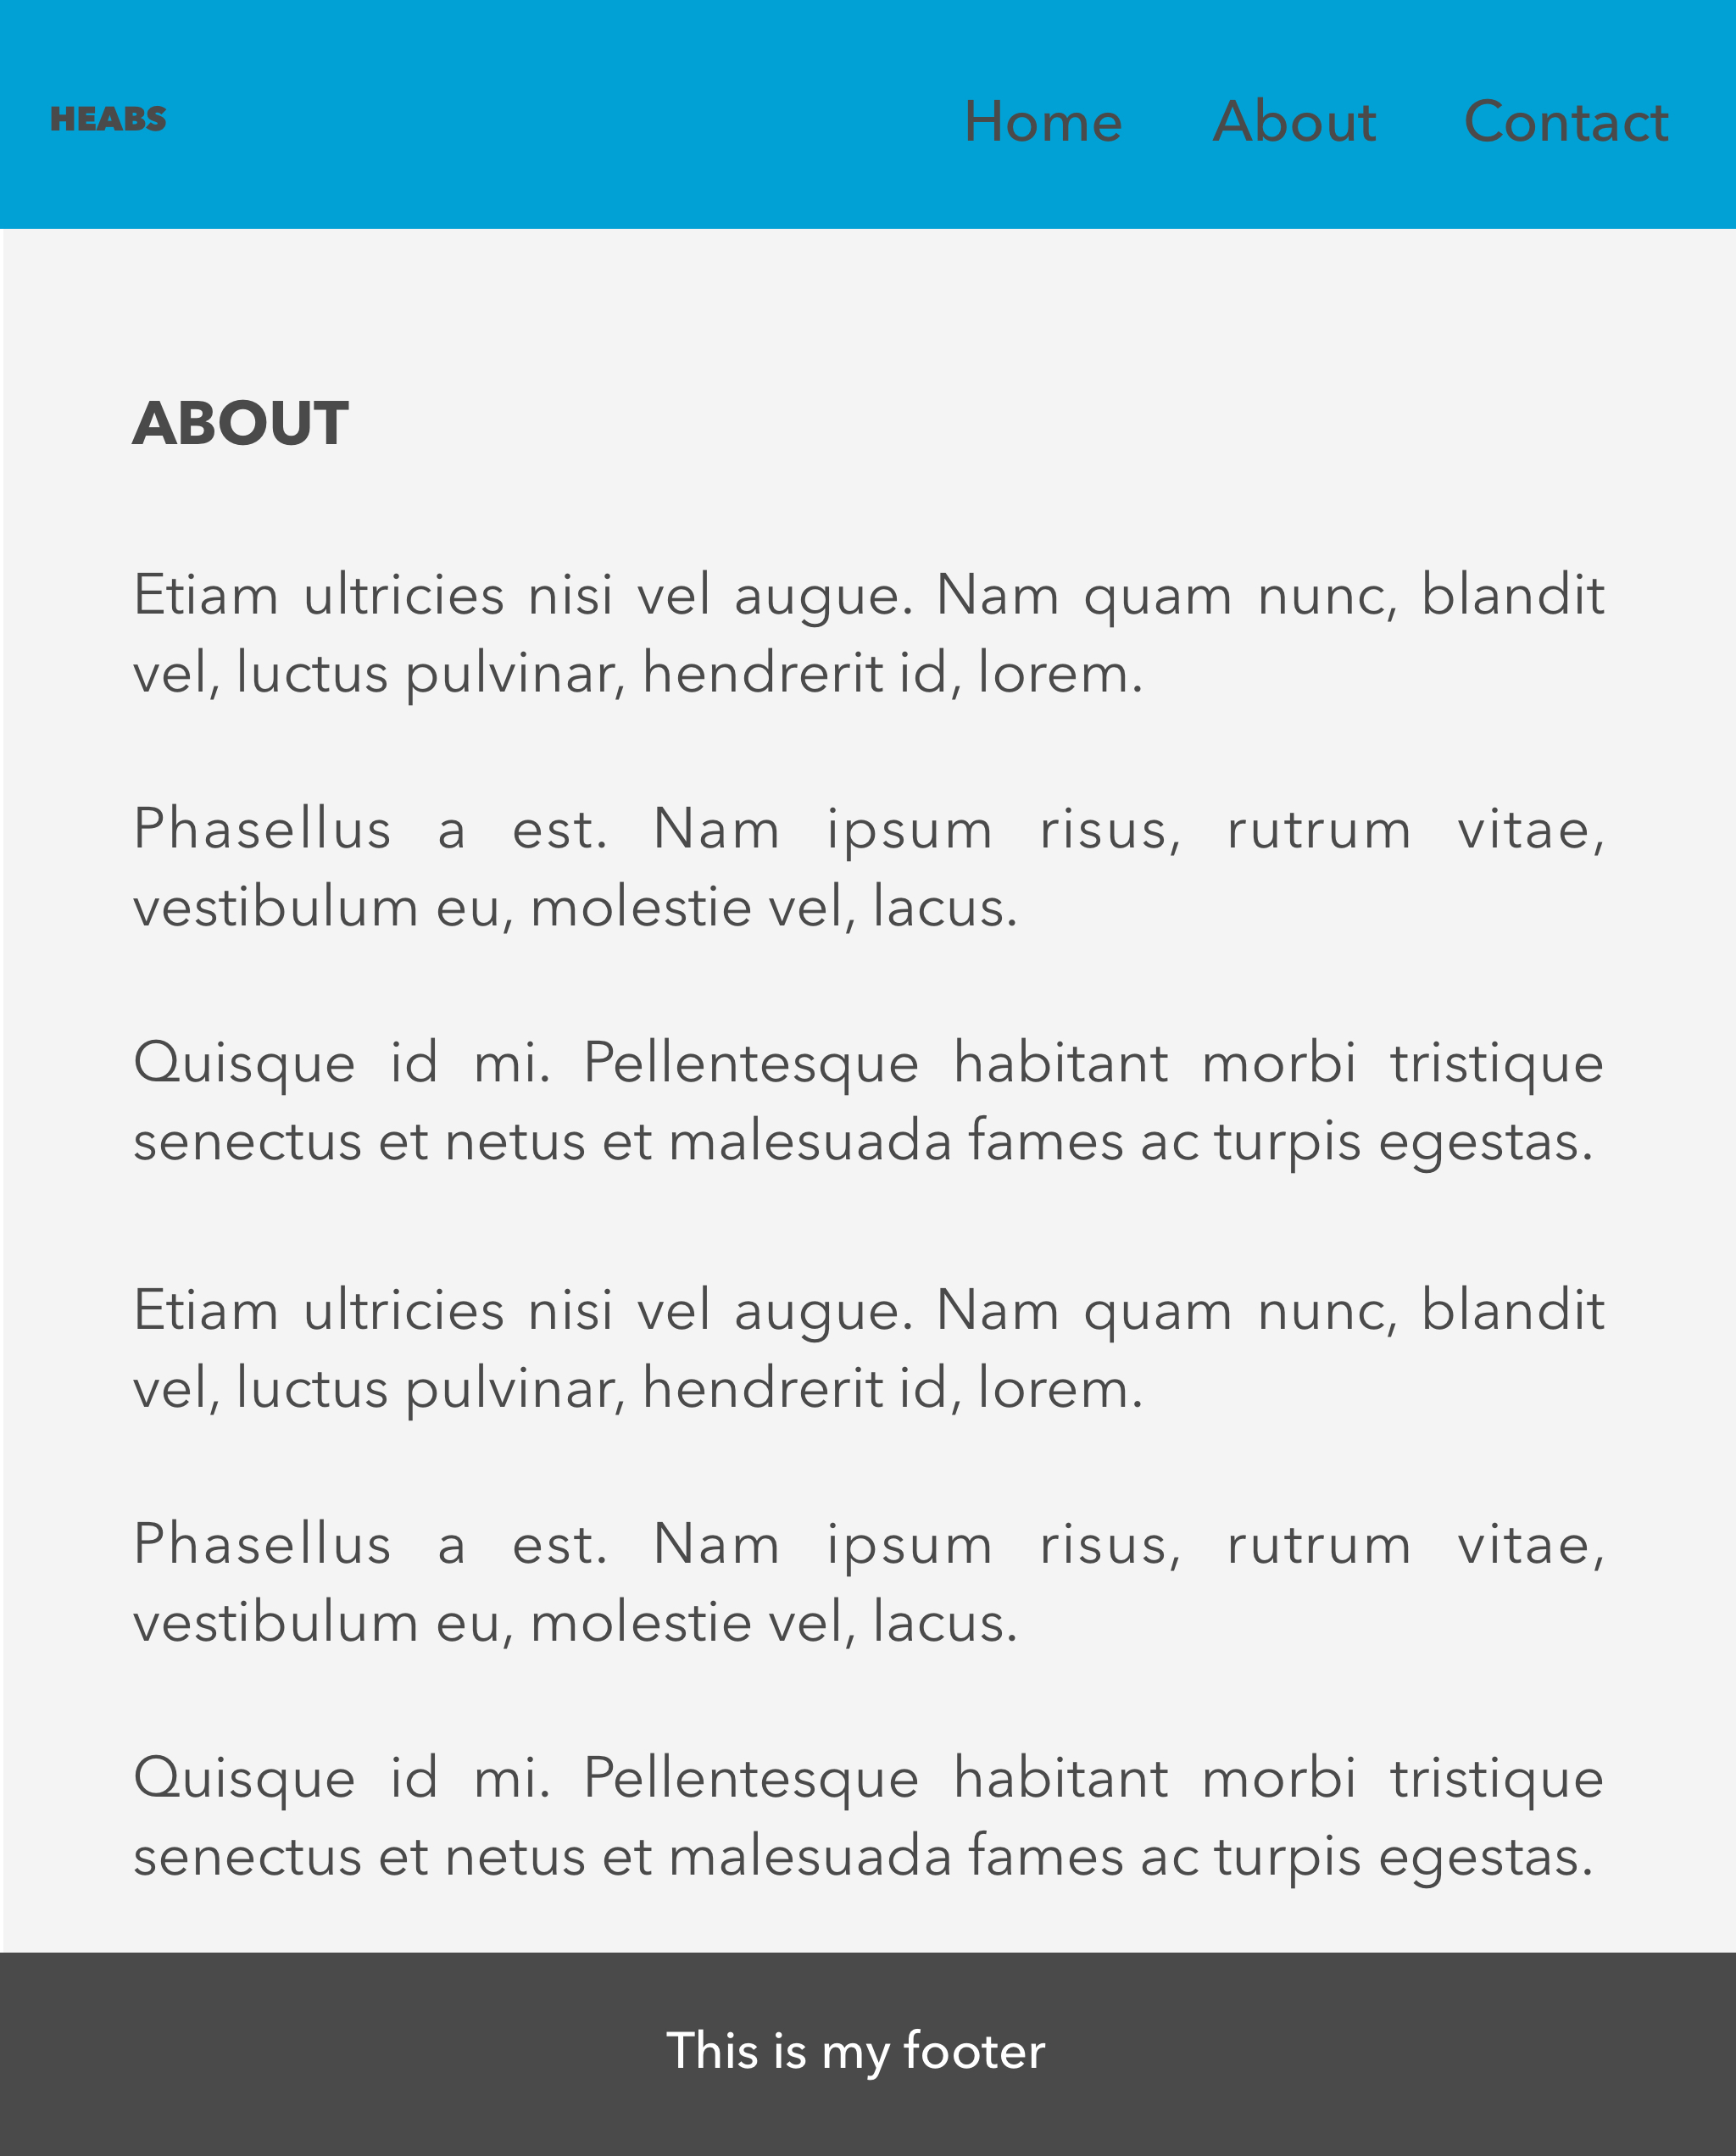 HEABS
Home About Contact
ABOUT
Etiam ultricies nisi vel augue. Nam quam nunc, blandit
vel, luctus pulvinar, hendrerit id, lorem.
Phasellus a est. Nam ipsum risus, rutrum vitae,
vestibulum eu, molestie vel, lacus.
Quisque id mi. Pellentesque habitant morbi tristique
senectus et netus et malesuada fames ac turpis egestas.
Etiam ultricies nisi vel augue. Nam quam nunc, blandit
vel, luctus pulvinar, hendrerit id, lorem.
Phasellus a est. Nam ipsum risus, rutrum vitae,
vestibulum eu, molestie vel, lacus.
Quisque id mi. Pellentesque habitant morbi tristique
senectus et netus et malesuada fames ac turpis egestas.
This is my footer